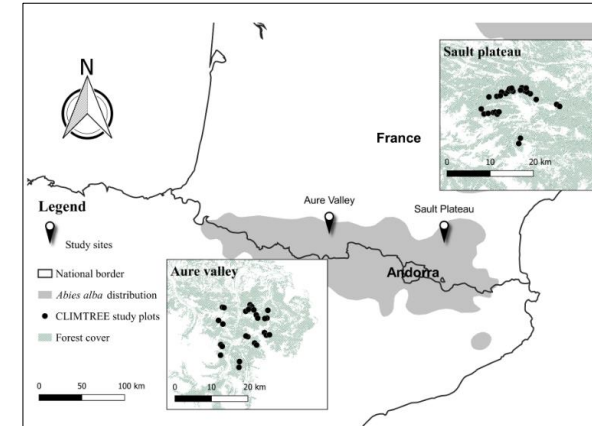 Sault plateau
0 10 20 km
N
France
Legend
Aure Valley
Sault Plateau
Study sites
Aure valley
Andorra
National border
Abies alba distribution
CLIMTREE study plots
Forest cover
0 50 100 km
0 10 20 km